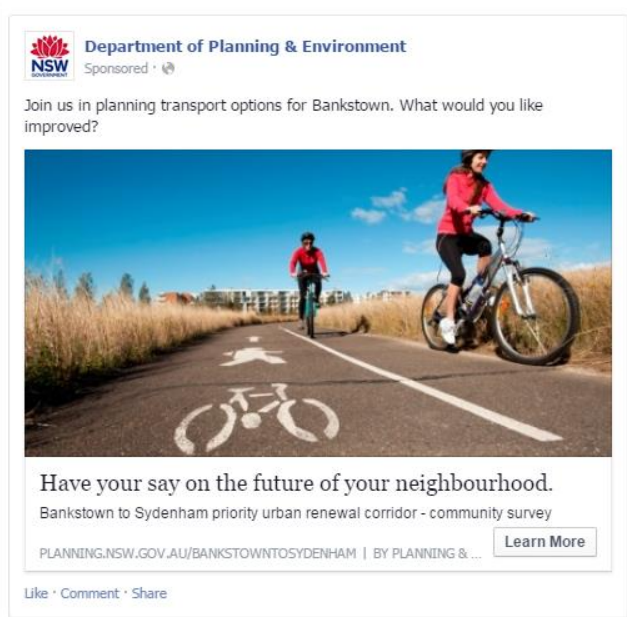 NSW
GOVERNMENT
Department of Planning & Environment
Sponsored ·
Join us in planning transport options for Bankstown. What would you like
improved?
Have your say on the future of your neighbourhood.
Bankstown to Sydenham priority urban renewal corridor - community survey
PLANNING.NSW.GOV.AU/BANKSTOWNTOSYDENHAM | BY PLANNING & ...
Learn More
Like · Comment · Share